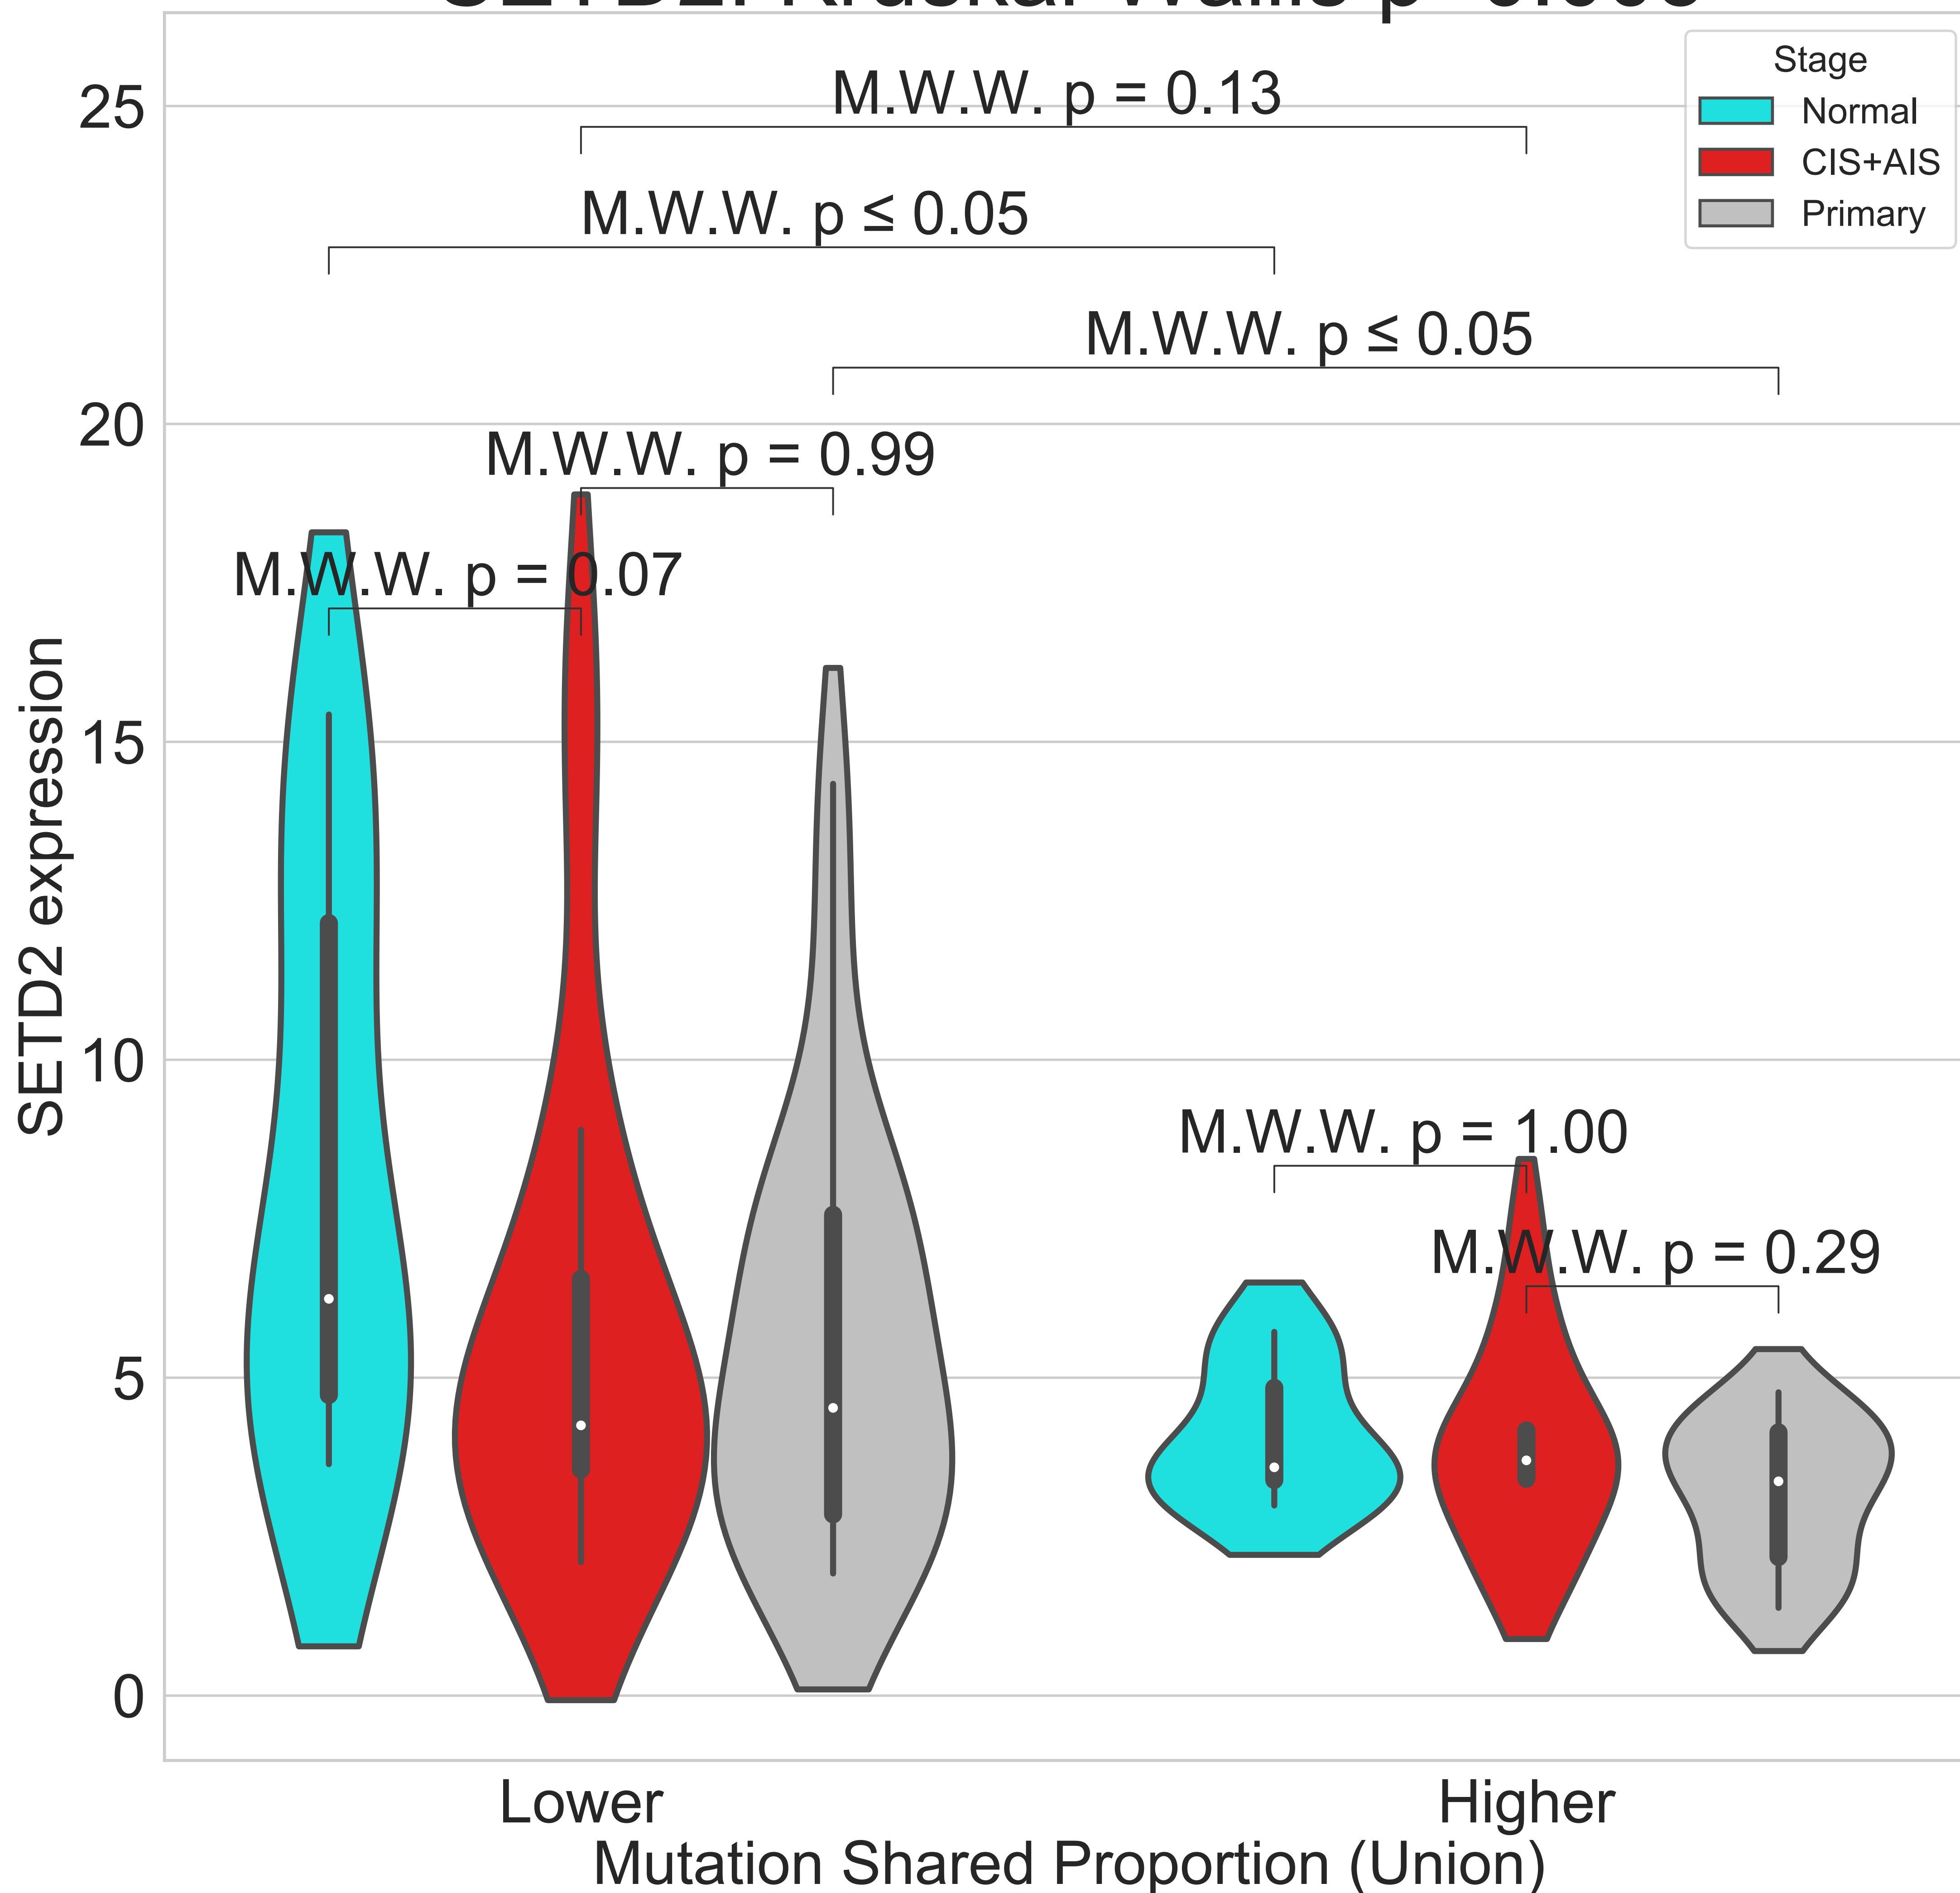 Stage
Normal
CIS+AIS
Primary
M.W.W. p = 0.13
M.W.W. p ≤ 0.05
M.W.W. p ≤ 0.05
M.W.W. p = 0.99
M.W.W. p = 0.07
M.W.W. p = 1.00
M.W.W. p = 0.29
25
20
15
10
5
0
SETD2 expression
Lower
Higher
Mutation Shared Proportion (Union)